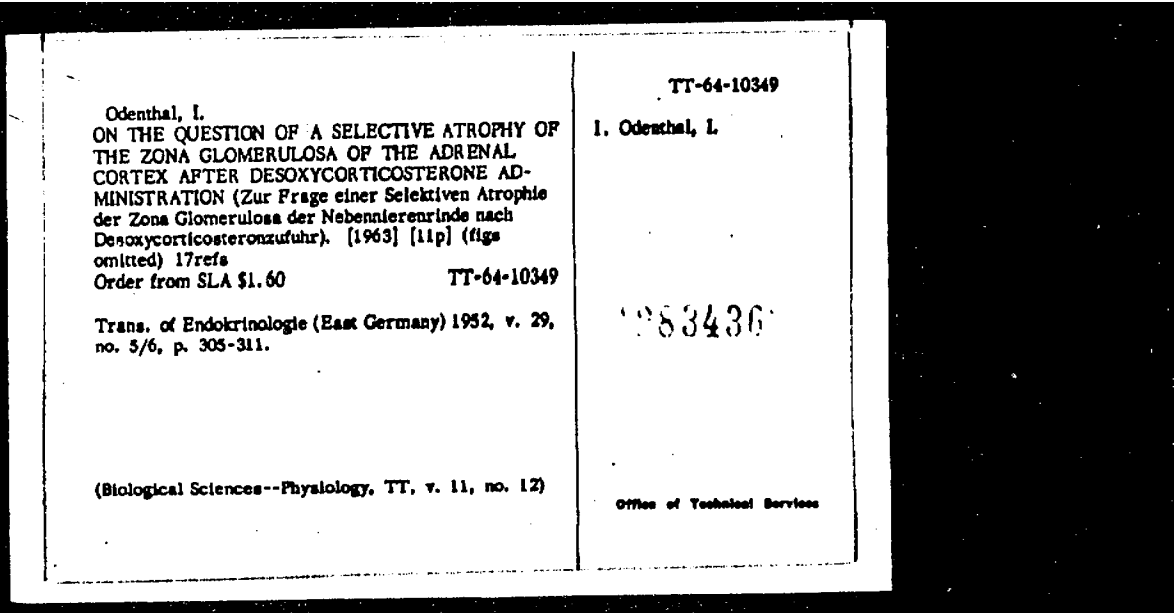 Odenthal, I.
ON THE QUESTION OF A SELECTIVE ATROPHY OF
THE ZONA GLOMERULOSA OF THE ADRENAL
CORTEX AFTER DESOXYCORTICOSTERONE AD-
MINISTRATION (Zur Frage einer Selektiven Atrophie
der Zona Glomerulosa der Nebennierenrinde nach
Desoxycorticosteronzufuhr). [1963] [11p] (figs
omitted) 17refs
Order from SLA $1.60 TT-64-10349
Trans. of Endokrinologie (East Germany) 1952, v. 29,
no. 5/6, p. 305-311.
(Biological Sciences--Physiology, TT, v. 11, no. 12)
TT-64-10349
I. Odenthal, I.
83436
Office of Technical Services